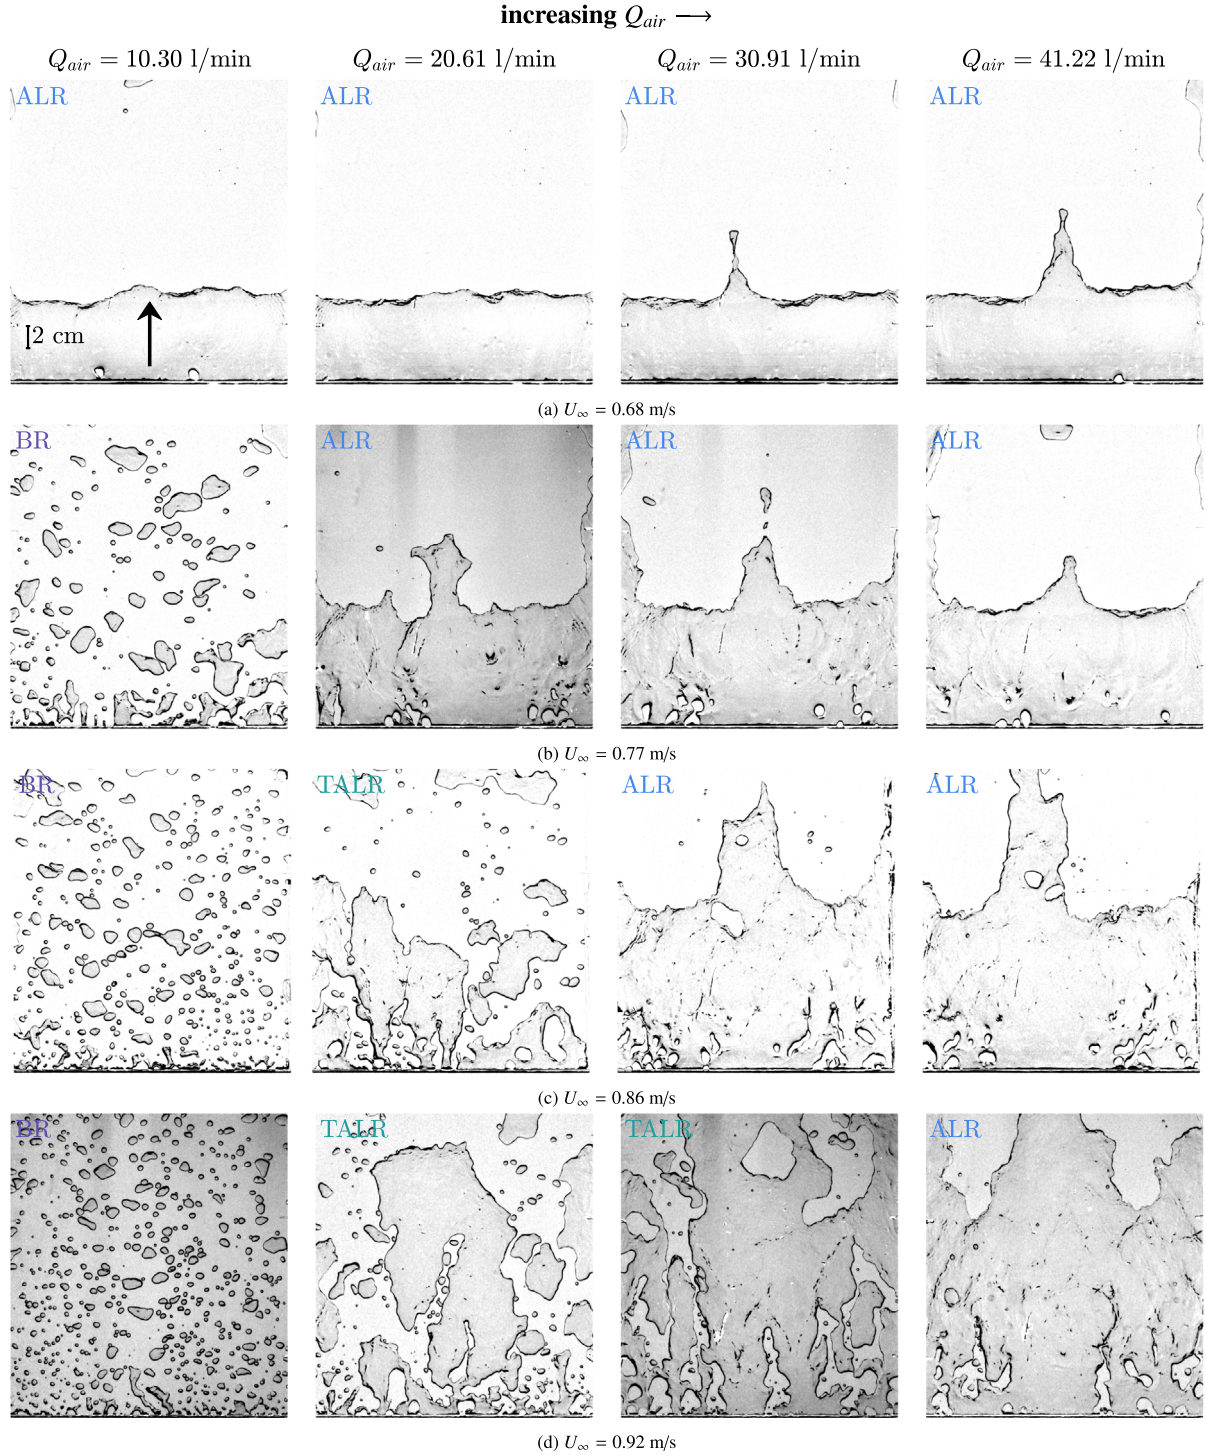 increasing Q_air ⟶
Q_air = 10.30 l/min Q_air = 20.61 l/min Q_air = 30.91 l/min Q_air = 41.22 l/min
ALR ALR ALR ALR
2 cm
(a) U_∞ = 0.68 m/s
BR ALR ALR ALR
(b) U_∞ = 0.77 m/s
BR TALR ALR ALR
(c) U_∞ = 0.86 m/s
BR TALR TALR ALR
(d) U_∞ = 0.92 m/s